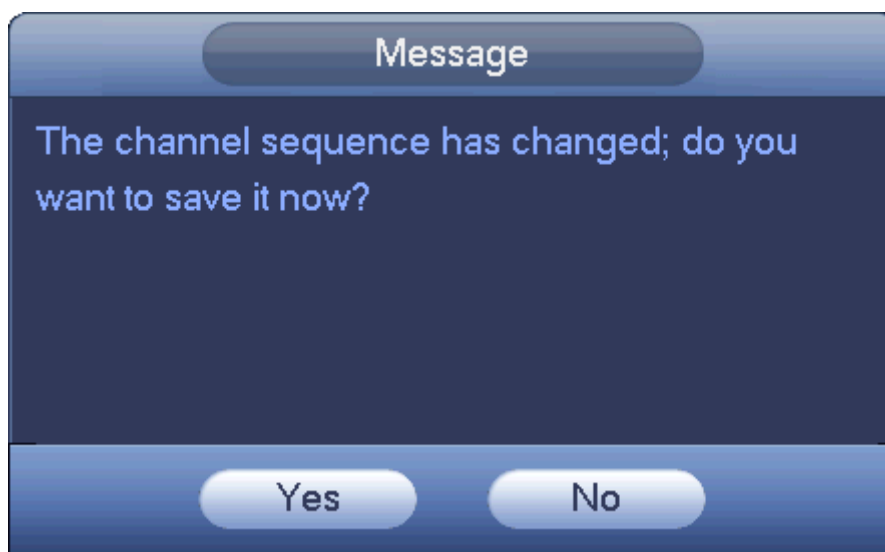 Message
The channel sequence has changed; do you
want to save it now?
Yes
No